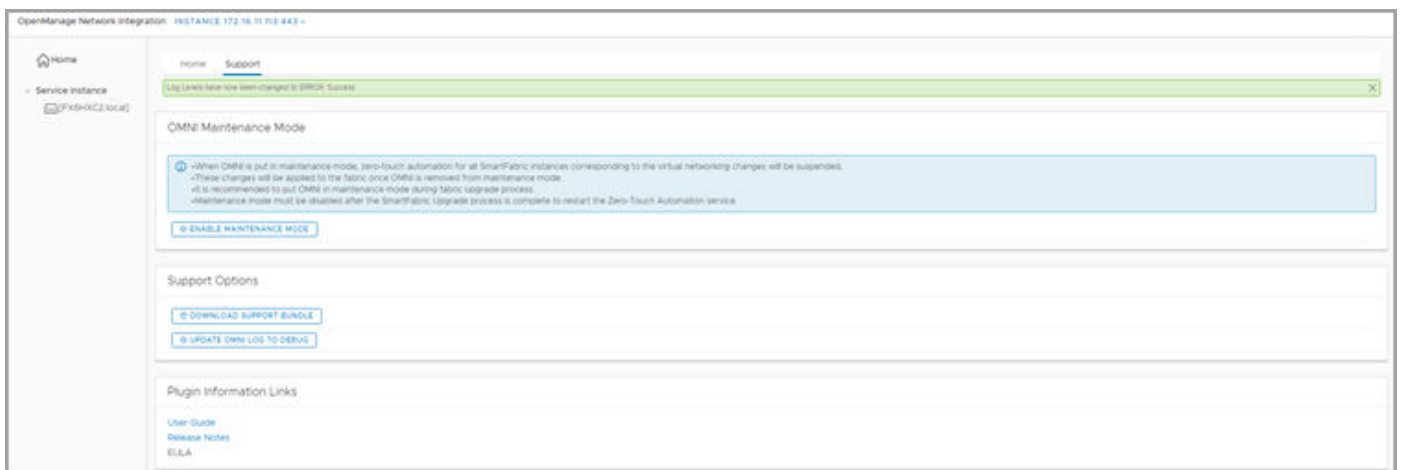 OpenManage Network Integration INSTANCE 172.16.11.113:443
Home
Service Instance
Home Support
Log Levels have now been changed to ERROR. Success
OMNI Maintenance Mode
•When OMNI is put in maintenance mode, zero-touch automation for all SmartFabric instances corresponding to the virtual networking changes will be suspended.
•These changes will be applied to the fabric once OMNI is removed from maintenance mode.
•It is recommended to put OMNI in maintenance mode during fabric upgrade process.
•Maintenance mode must be disabled after the SmartFabric Upgrade process is complete to restart the Zero-Touch Automation service.
ENABLE MAINTENANCE MODE
Support Options
DOWNLOAD SUPPORT BUNDLE
UPDATE OMNI LOG TO DEBUG
Plugin Information Links
User Guide
Release Notes
EULA